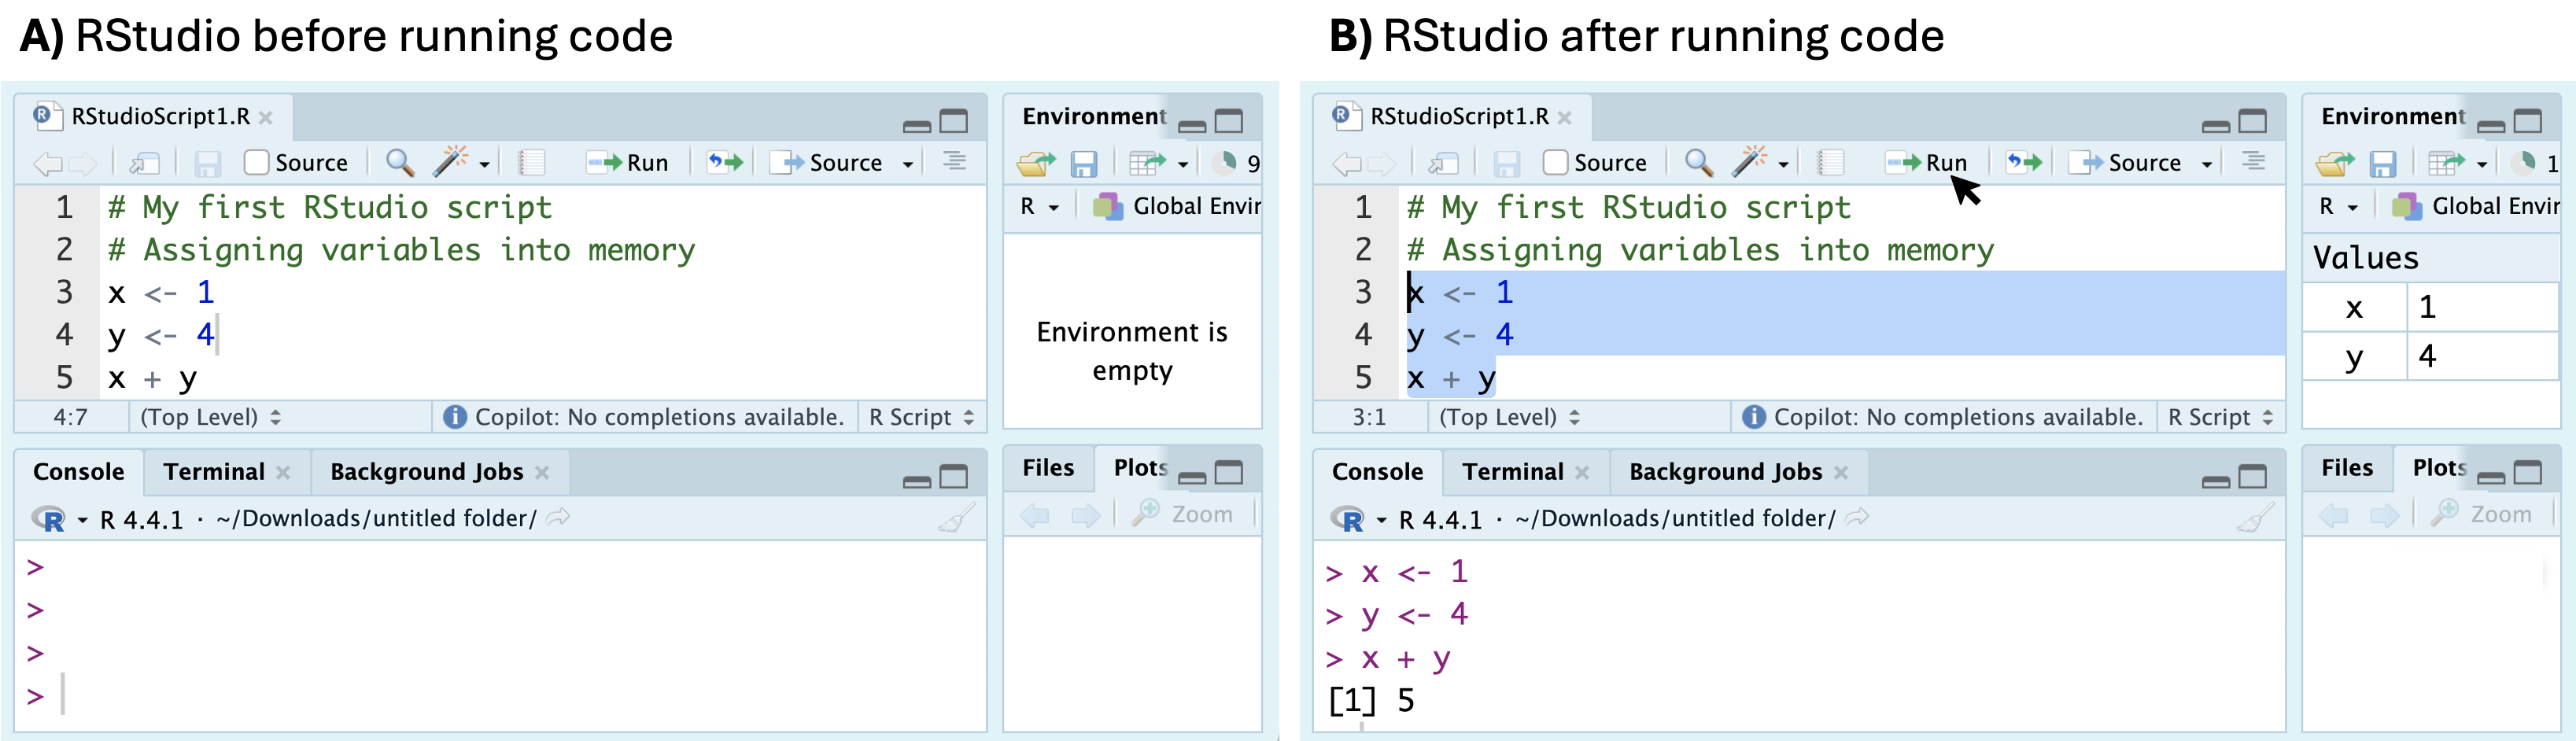 A) RStudio before running code
RStudioScript1.R
Source Run Source
1 # My first RStudio script
2 # Assigning variables into memory
3 x <- 1
4 y <- 4
5 x + y
4:7 (Top Level) Copilot: No completions available. R Script
Environment
9
R Global Envir
Environment is
empty
Console Terminal Background Jobs
R 4.4.1 · ~/Downloads/untitled folder/
>
>
>
>
Files Plots
Zoom
B) RStudio after running code
RStudioScript1.R
Source Run Source
1 # My first RStudio script
2 # Assigning variables into memory
3 x <- 1
4 y <- 4
5 x + y
3:1 (Top Level) Copilot: No completions available. R Script
Environment
1
R Global Envir
Values
x 1
y 4
Console Terminal Background Jobs
R 4.4.1 · ~/Downloads/untitled folder/
> x <- 1
> y <- 4
> x + y
[1] 5
Files Plots
Zoom